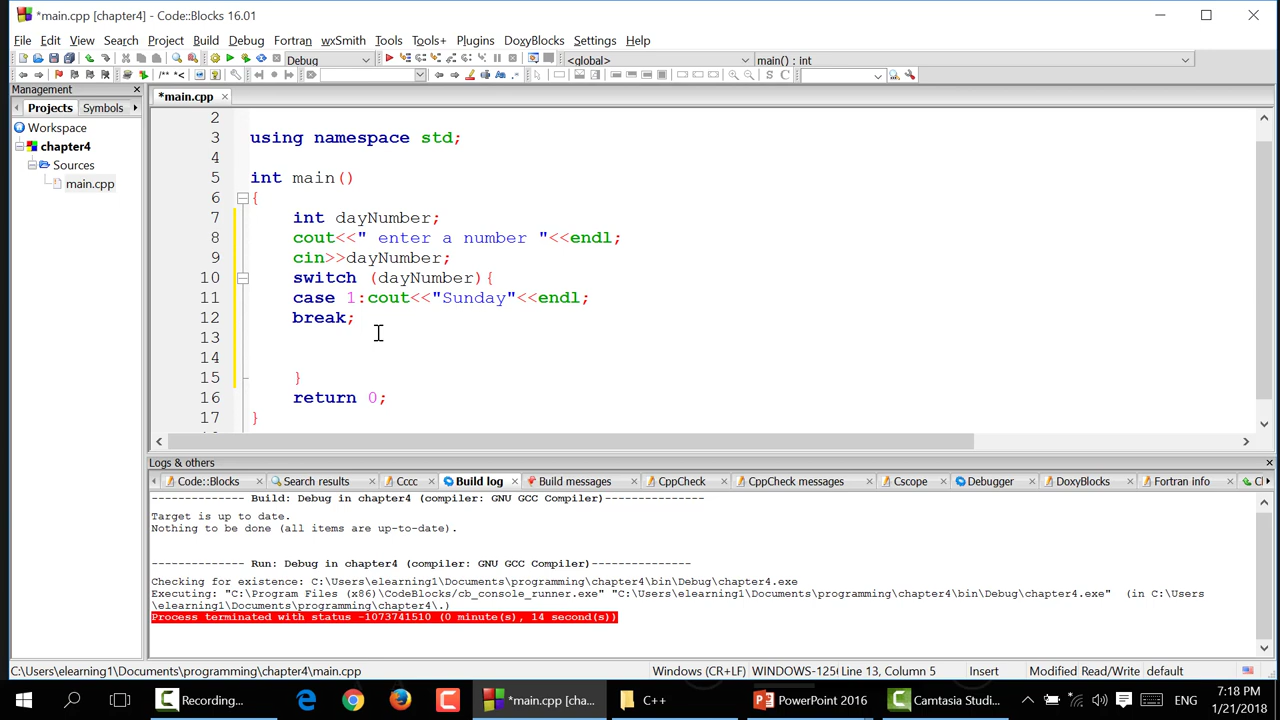 *main.cpp [chapter4] - Code::Blocks 16.01
File Edit View Search Project Build Debug Fortran wxSmith Tools Tools+ Plugins DoxyBlocks Settings Help
Debug <global> main() : int
/** *<
S C
Management
Projects Symbols
Workspace
chapter4
Sources
main.cpp
*main.cpp
2
3 using namespace std;
4
5 int main()
6 {
7 int dayNumber;
8 cout<<" enter a number "<<endl;
9 cin>>dayNumber;
10 switch (dayNumber){
11 case 1:cout<<"Sunday"<<endl;
12 break;
13
14
15 }
16 return 0;
17 }
Logs & others
Code::Blocks Search results Cccc Build log Build messages CppCheck CppCheck messages Cscope Debugger DoxyBlocks Fortran info
-------------- Build: Debug in chapter4 (compiler: GNU GCC Compiler)---------------
Target is up to date.
Nothing to be done (all items are up-to-date).
-------------- Run: Debug in chapter4 (compiler: GNU GCC Compiler)---------------
Checking for existence: C:\Users\elearning1\Documents\programming\chapter4\bin\Debug\chapter4.exe
Executing: "C:\Program Files (x86)\CodeBlocks/cb_console_runner.exe" "C:\Users\elearning1\Documents\programming\chapter4\bin\Debug\chapter4.exe"  (in C:\Users
\elearning1\Documents\programming\chapter4\.)
Process terminated with status -1073741510 (0 minute(s), 14 second(s))
C:\Users\elearning1\Documents\programming\chapter4\main.cpp Windows (CR+LF) WINDOWS-125 Line 13, Column 5 Insert Modified Read/Write default
Recording... *main.cpp [cha... C++ PowerPoint 2016 Camtasia Studi... ENG
7:18 PM
1/21/2018